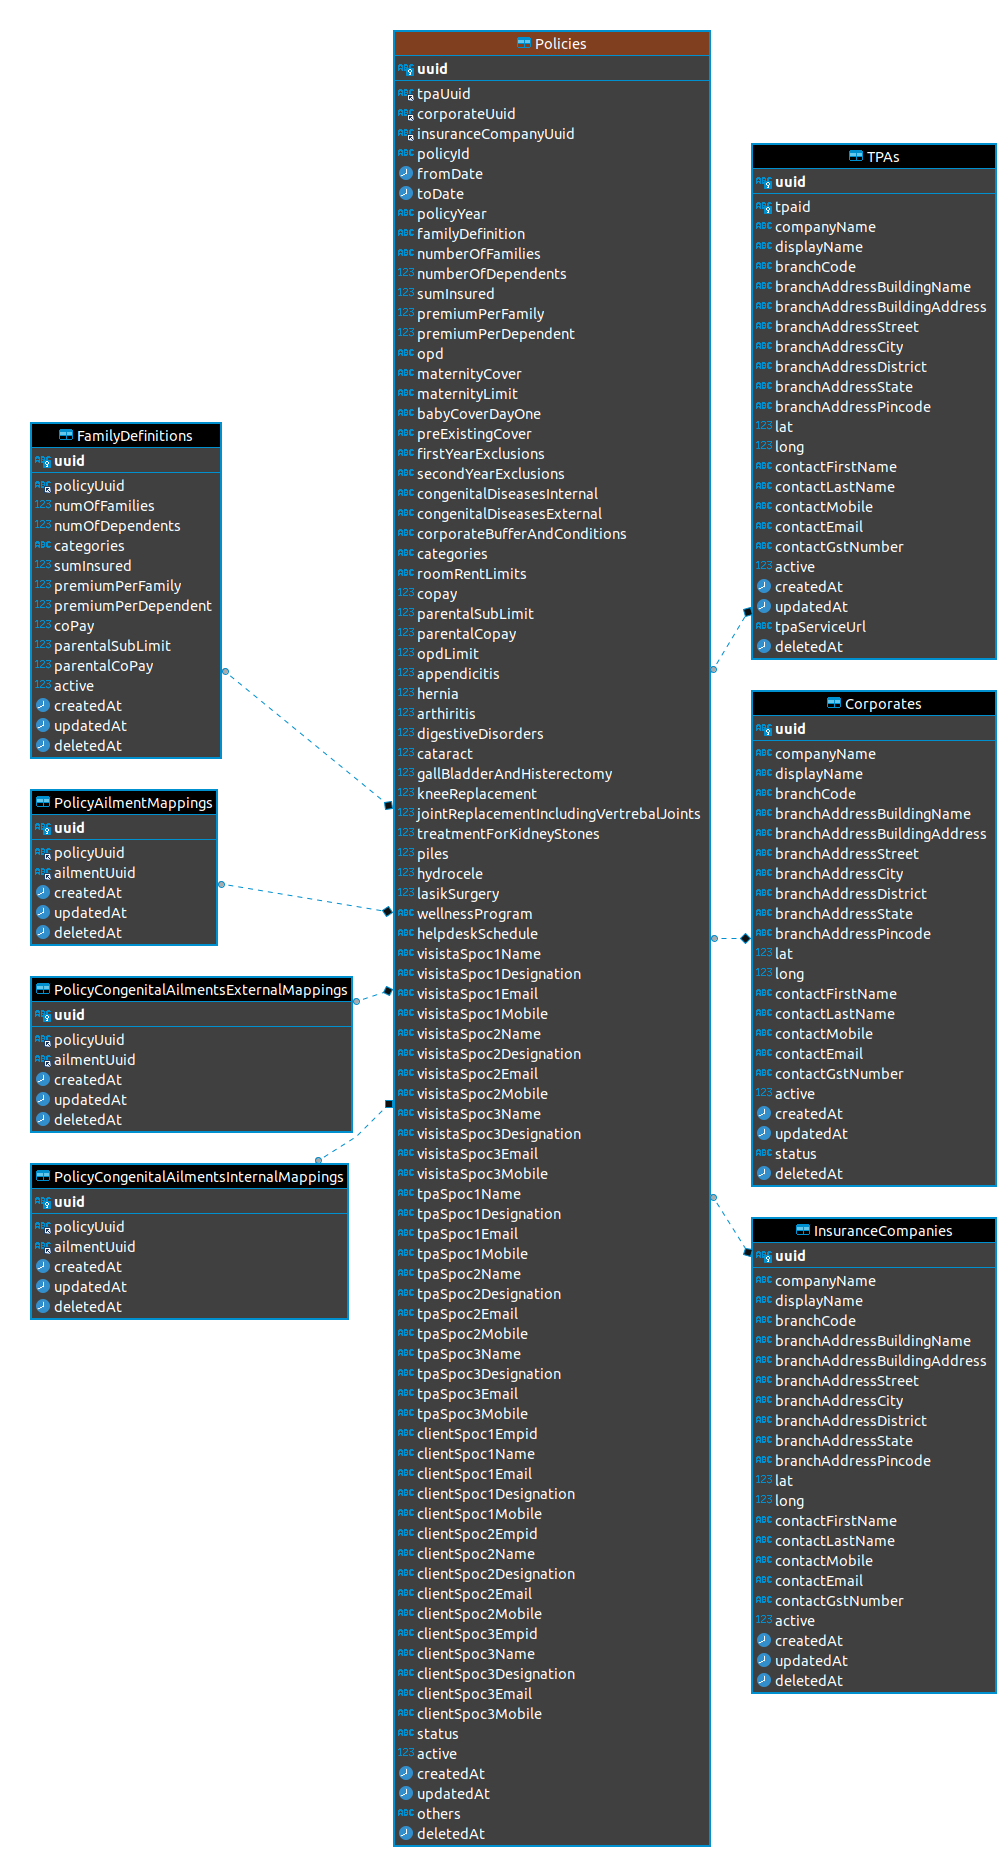 Policies
uuid
tpaUuid
corporateUuid
insuranceCompanyUuid
policyId
fromDate
toDate
policyYear
familyDefinition
numberOfFamilies
numberOfDependents
sumInsured
premiumPerFamily
premiumPerDependent
opd
maternityCover
maternityLimit
babyCoverDayOne
preExistingCover
firstYearExclusions
secondYearExclusions
congenitalDiseasesInternal
congenitalDiseasesExternal
corporateBufferAndConditions
categories
roomRentLimits
copay
parentalSubLimit
parentalCopay
opdLimit
appendicitis
hernia
arthiritis
digestiveDisorders
cataract
gallBladderAndHisterectomy
kneeReplacement
jointReplacementIncludingVertrebalJoints
treatmentForKidneyStones
piles
hydrocele
lasikSurgery
wellnessProgram
helpdeskSchedule
visistaSpoc1Name
visistaSpoc1Designation
visistaSpoc1Email
visistaSpoc1Mobile
visistaSpoc2Name
visistaSpoc2Designation
visistaSpoc2Email
visistaSpoc2Mobile
visistaSpoc3Name
visistaSpoc3Designation
visistaSpoc3Email
visistaSpoc3Mobile
tpaSpoc1Name
tpaSpoc1Designation
tpaSpoc1Email
tpaSpoc1Mobile
tpaSpoc2Name
tpaSpoc2Designation
tpaSpoc2Email
tpaSpoc2Mobile
tpaSpoc3Name
tpaSpoc3Designation
tpaSpoc3Email
tpaSpoc3Mobile
clientSpoc1Empid
clientSpoc1Name
clientSpoc1Email
clientSpoc1Designation
clientSpoc1Mobile
clientSpoc2Empid
clientSpoc2Name
clientSpoc2Designation
clientSpoc2Email
clientSpoc2Mobile
clientSpoc3Empid
clientSpoc3Name
clientSpoc3Designation
clientSpoc3Email
clientSpoc3Mobile
status
active
createdAt
updatedAt
others
deletedAt
FamilyDefinitions
uuid
policyUuid
numOfFamilies
numOfDependents
categories
sumInsured
premiumPerFamily
premiumPerDependent
coPay
parentalSubLimit
parentalCoPay
active
createdAt
updatedAt
deletedAt
PolicyAilmentMappings
uuid
policyUuid
ailmentUuid
createdAt
updatedAt
deletedAt
PolicyCongenitalAilmentsExternalMappings
uuid
policyUuid
ailmentUuid
createdAt
updatedAt
deletedAt
PolicyCongenitalAilmentsInternalMappings
uuid
policyUuid
ailmentUuid
createdAt
updatedAt
deletedAt
TPAs
uuid
tpaid
companyName
displayName
branchCode
branchAddressBuildingName
branchAddressBuildingAddress
branchAddressStreet
branchAddressCity
branchAddressDistrict
branchAddressState
branchAddressPincode
lat
long
contactFirstName
contactLastName
contactMobile
contactEmail
contactGstNumber
active
createdAt
updatedAt
tpaServiceUrl
deletedAt
Corporates
uuid
companyName
displayName
branchCode
branchAddressBuildingName
branchAddressBuildingAddress
branchAddressStreet
branchAddressCity
branchAddressDistrict
branchAddressState
branchAddressPincode
lat
long
contactFirstName
contactLastName
contactMobile
contactEmail
contactGstNumber
active
createdAt
updatedAt
status
deletedAt
InsuranceCompanies
uuid
companyName
displayName
branchCode
branchAddressBuildingName
branchAddressBuildingAddress
branchAddressStreet
branchAddressCity
branchAddressDistrict
branchAddressState
branchAddressPincode
lat
long
contactFirstName
contactLastName
contactMobile
contactEmail
contactGstNumber
active
createdAt
updatedAt
deletedAt